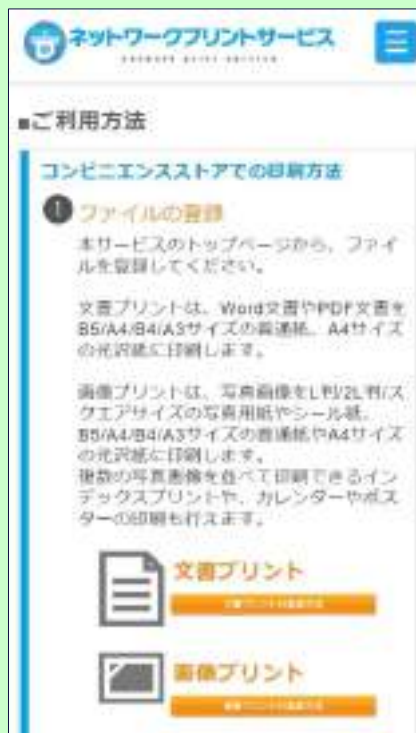 ネットワークプリントサービス
■ご利用方法
コンビニエンスストアでの印刷方法
1 ファイルの登録
本サービスのトップページから、ファイ
ルを登録してください。
文書プリントは、Word文書やPDF文書を
B5/A4/B4/A3サイズの普通紙、A4サイズ
の光沢紙に印刷します。
画像プリントは、写真画像をL判/2L判/ス
クエアサイズの写真用紙やシール紙、
B5/A4/B4/A3サイズの普通紙やA4サイズ
の光沢紙に印刷します。
複数の写真画像を並べて印刷できるイン
デックスプリントや、カレンダーやポス
ターの印刷も行えます。
文書プリント
画像プリント